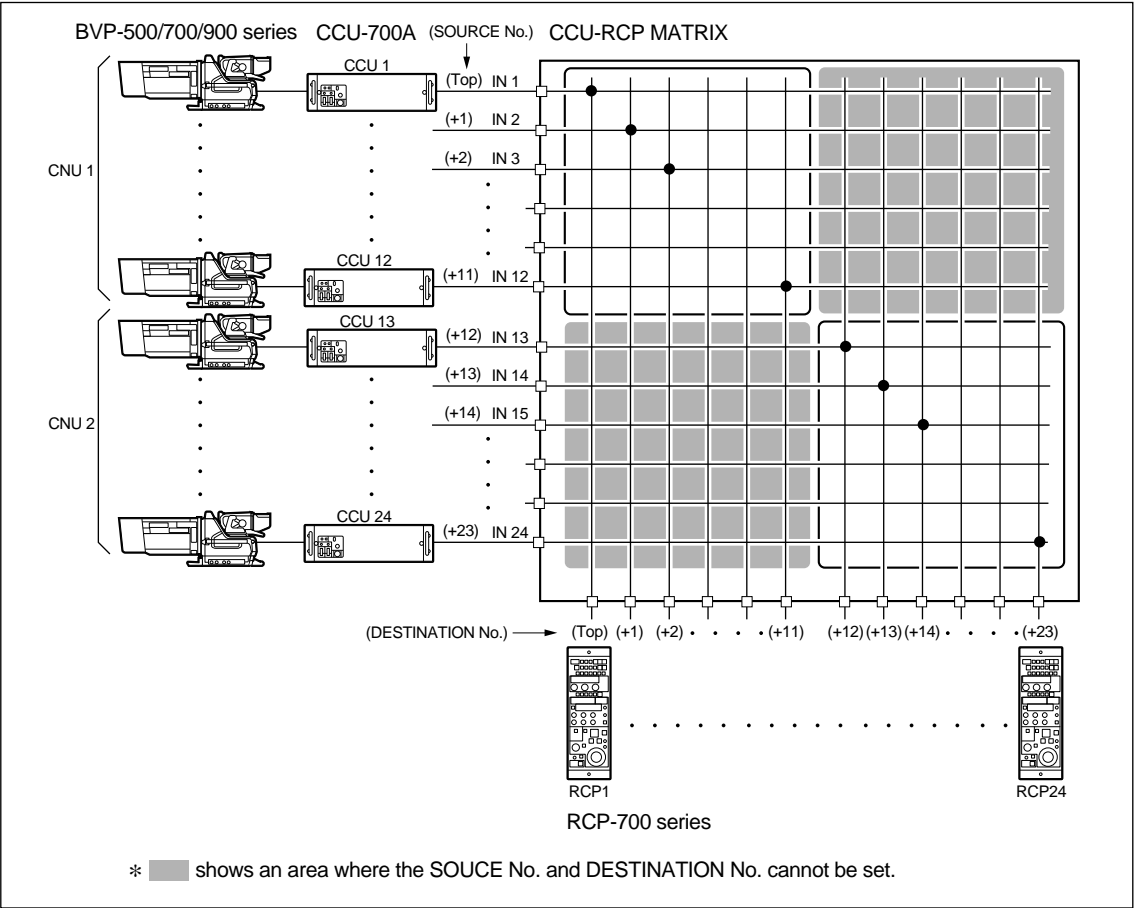 BVP-500/700/900 series CCU-700A (SOURCE No.) CCU-RCP MATRIX
CCU 1
(Top) IN 1
(+1) IN 2
(+2) IN 3
CNU 1
CCU 12
(+11) IN 12
CCU 13
(+12) IN 13
(+13) IN 14
(+14) IN 15
CNU 2
CCU 24
(+23) IN 24
(DESTINATION No.) (Top) (+1) (+2) (+11) (+12) (+13) (+14) (+23)
RCP1 RCP24
RCP-700 series
* shows an area where the SOUCE No. and DESTINATION No. cannot be set.